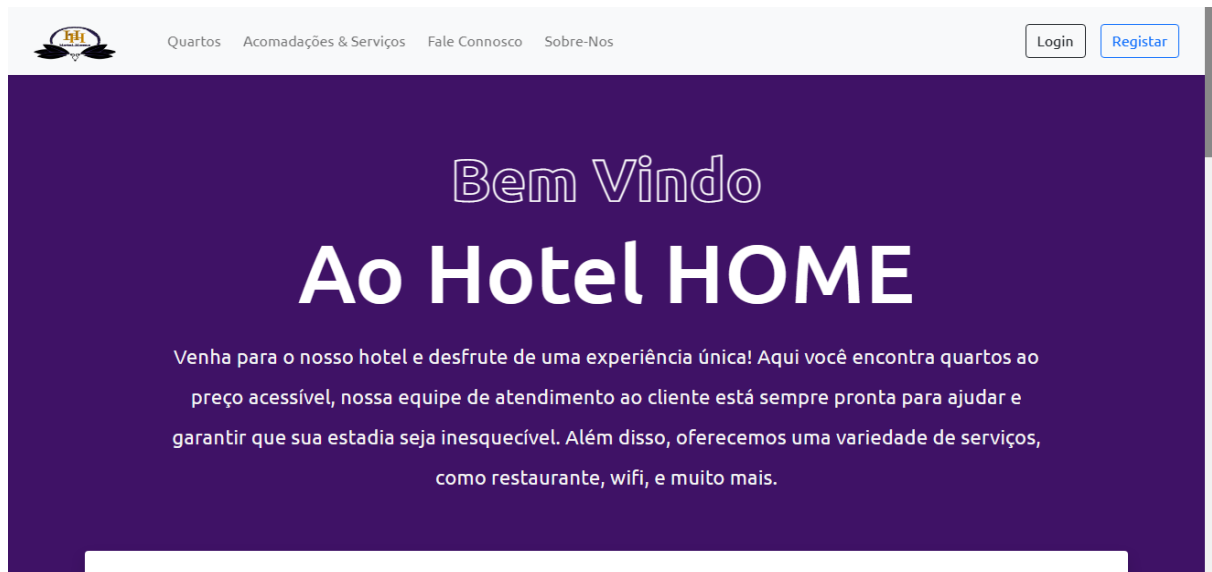 HH
Quartos Acomadações & Serviços Fale Connosco Sobre-Nos Login Registar
Bem Vindo
Ao Hotel HOME
Venha para o nosso hotel e desfrute de uma experiência única! Aqui você encontra quartos ao
preço acessível, nossa equipe de atendimento ao cliente está sempre pronta para ajudar e
garantir que sua estadia seja inesquecível. Além disso, oferecemos uma variedade de serviços,
como restaurante, wifi, e muito mais.